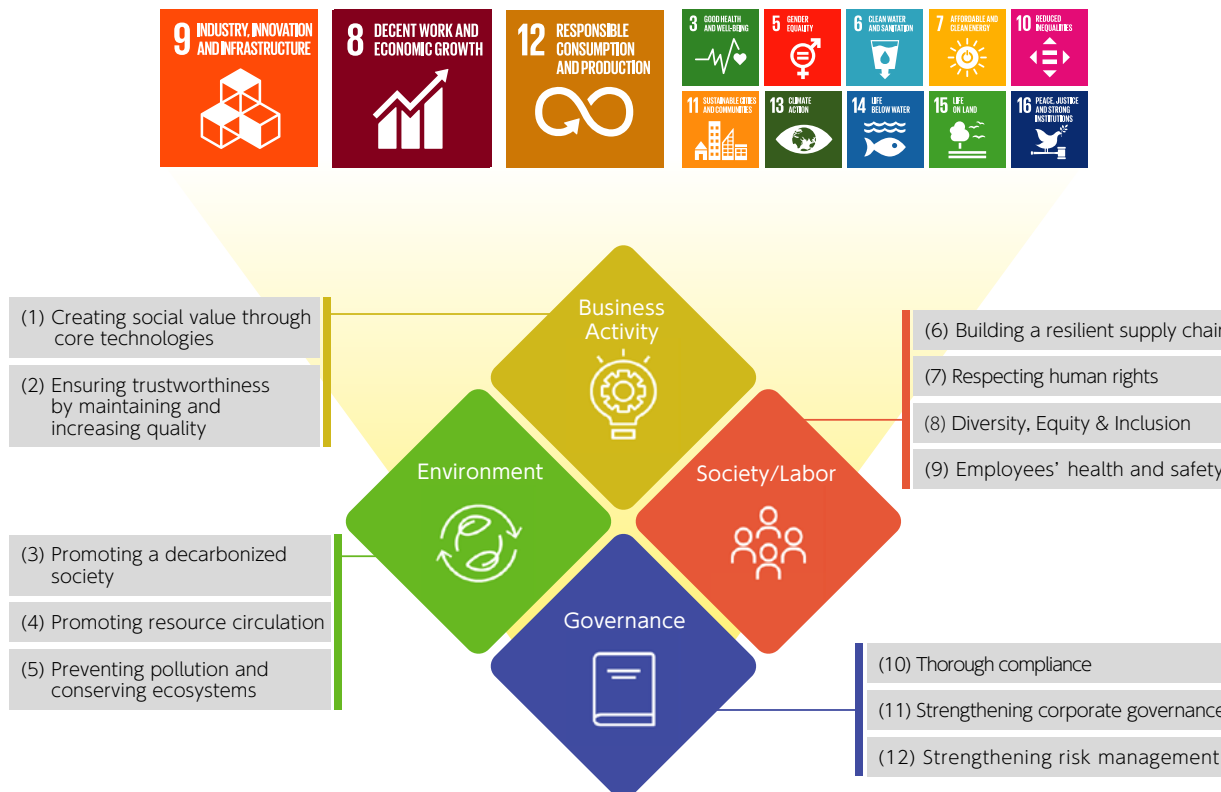 9 INDUSTRY, INNOVATION
AND INFRASTRUCTURE
8 DECENT WORK AND
ECONOMIC GROWTH
12 RESPONSIBLE
CONSUMPTION
AND PRODUCTION
3 GOOD HEALTH
AND WELL-BEING
5 GENDER
EQUALITY
6 CLEAN WATER
AND SANITATION
7 AFFORDABLE AND
CLEAN ENERGY
10 REDUCED
INEQUALITIES
11 SUSTAINABLE CITIES
AND COMMUNITIES
13 CLIMATE
ACTION
14 LIFE
BELOW WATER
15 LIFE
ON LAND
16 PEACE, JUSTICE
AND STRONG
INSTITUTIONS
Business
Activity
(1) Creating social value through
core technologies
(2) Ensuring trustworthiness
by maintaining and
increasing quality
(6) Building a resilient supply chain
(7) Respecting human rights
(8) Diversity, Equity & Inclusion
(9) Employees’ health and safety
Environment
Society/Labor
(3) Promoting a decarbonized
society
(4) Promoting resource circulation
(5) Preventing pollution and
conserving ecosystems
Governance
(10) Thorough compliance
(11) Strengthening corporate governance
(12) Strengthening risk management